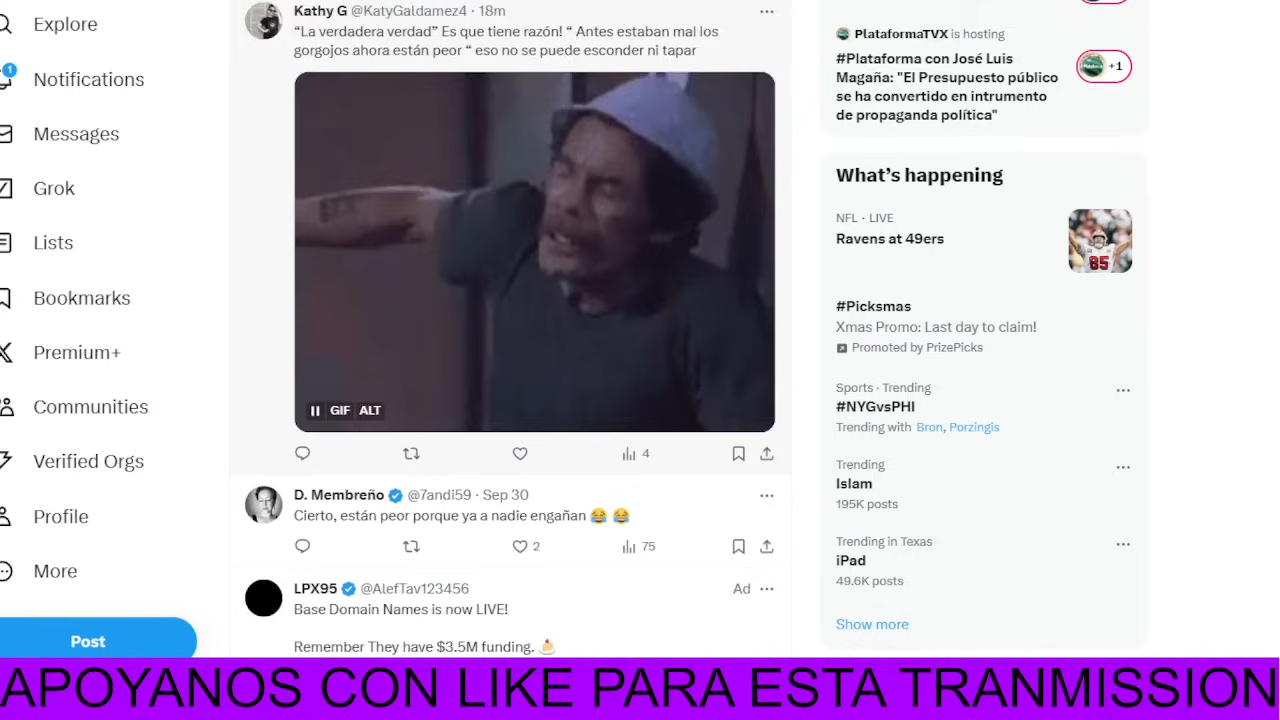 Explore
1
Notifications
Messages
Grok
Lists
Bookmarks
Premium+
Communities
Verified Orgs
Profile
More
Post
Kathy G @KatyGaldamez4 · 18m
“La verdadera verdad” Es que tiene razón! “ Antes estaban mal los
gorgojos ahora están peor “ eso no se puede esconder ni tapar
GIF ALT
4
D. Membreño @7andi59 · Sep 30
Cierto, están peor porque ya a nadie engañan 😂 😂
2 75
LPX95 @AlefTav123456 Ad
Base Domain Names is now LIVE!
Remember They have $3.5M funding. 🍰
PlataformaTVX is hosting
#Plataforma con José Luis
Magaña: "El Presupuesto público
se ha convertido en intrumento
de propaganda política"
+1
What’s happening
NFL · LIVE
Ravens at 49ers
85
#Picksmas
Xmas Promo: Last day to claim!
Promoted by PrizePicks
Sports · Trending
#NYGvsPHI
Trending with Bron, Porzingis
Trending
Islam
195K posts
Trending in Texas
iPad
49.6K posts
Show more
APOYANOS CON LIKE PARA ESTA TRANMISSION